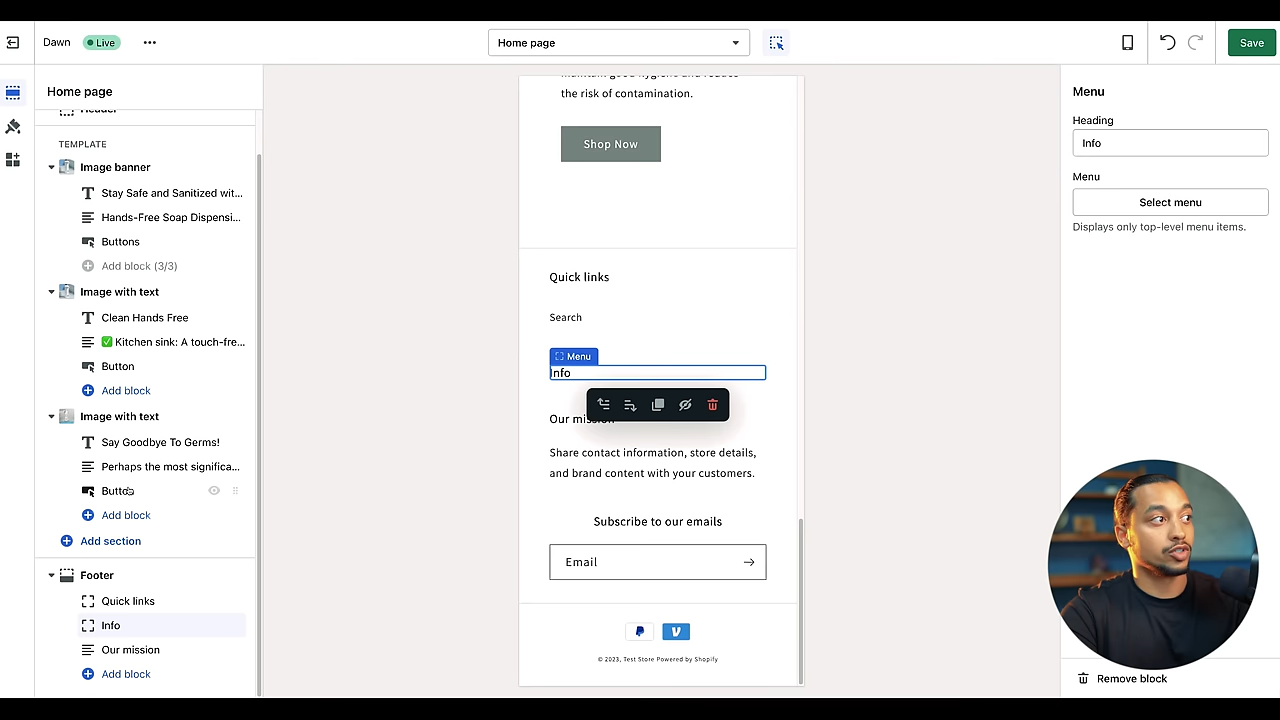 Dawn
Live
Home page
Save
Home page
Header
TEMPLATE
Image banner
Stay Safe and Sanitized wit...
Hands-Free Soap Dispensi...
Buttons
Add block (3/3)
Image with text
Clean Hands Free
✅ Kitchen sink: A touch-fre...
Button
Add block
Image with text
Say Goodbye To Germs!
Perhaps the most significa...
Button
Add block
Add section
Footer
Quick links
Info
Our mission
Add block
the risk of contamination.
Shop Now
Quick links
Search
Menu
Info
Our mission
Share contact information, store details,
and brand content with your customers.
Subscribe to our emails
Email
© 2023, Test Store Powered by Shopify
Menu
Heading
Info
Menu
Select menu
Displays only top-level menu items.
Remove block